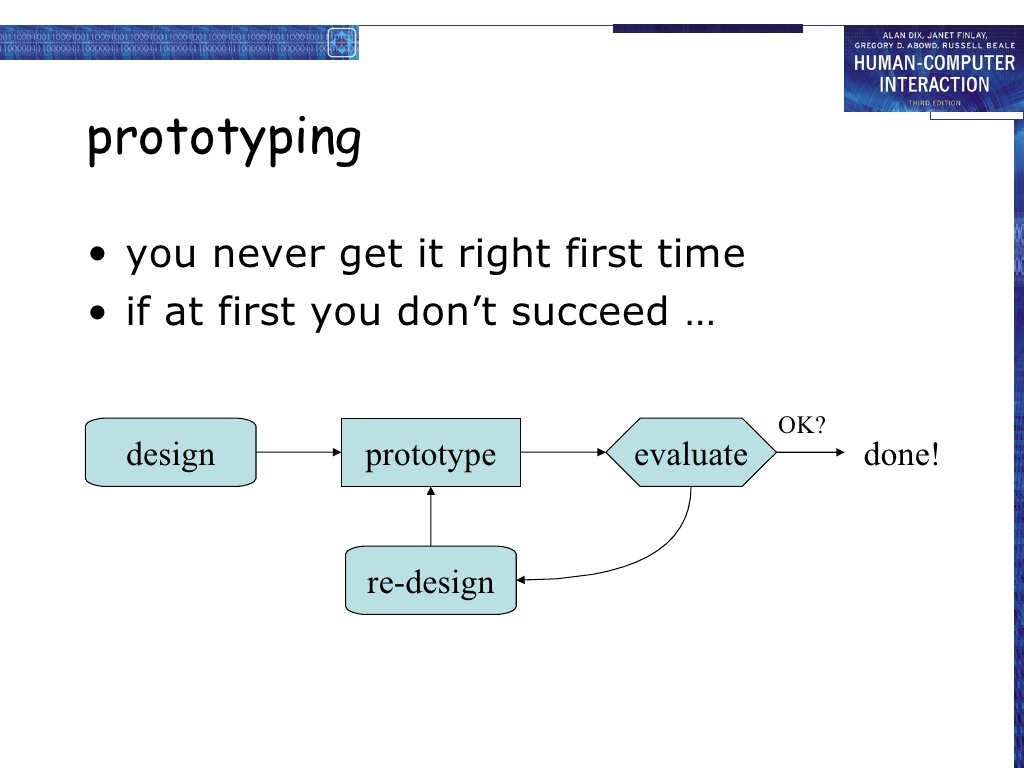 ALAN DIX, JANET FINLAY,
GREGORY D. ABOWD, RUSSELL BEALE
HUMAN-COMPUTER
INTERACTION
THIRD EDITION
prototyping
• you never get it right first time
• if at first you don’t succeed …
design
prototype
evaluate
OK?
done!
re-design